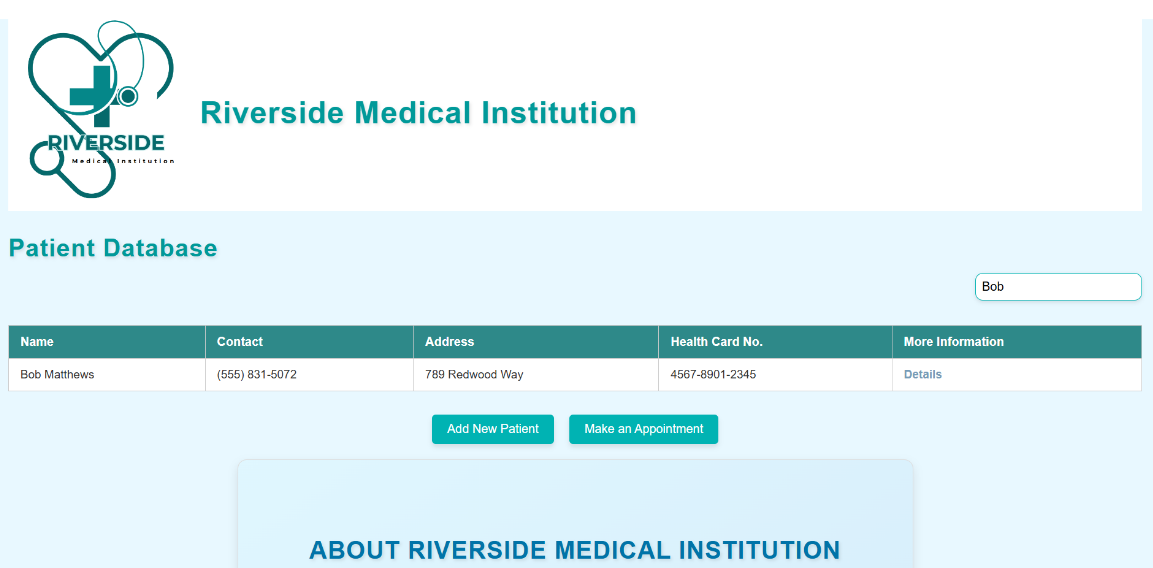 RIVERSIDE
Medical Institution
Riverside Medical Institution
Patient Database
Bob
Name Contact Address Health Card No. More Information
Bob Matthews (555) 831-5072 789 Redwood Way 4567-8901-2345 Details
Add New Patient Make an Appointment
ABOUT RIVERSIDE MEDICAL INSTITUTION